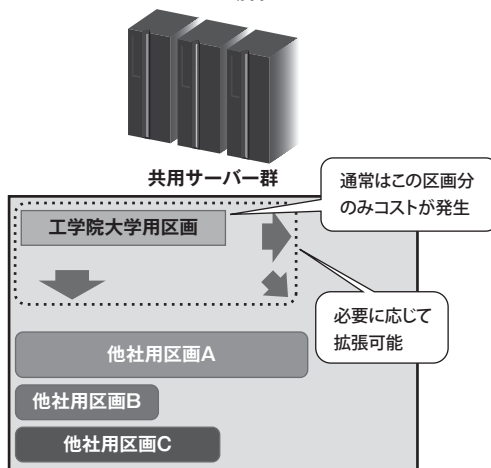 共用サーバー群
通常はこの区画分
のみコストが発生
工学院大学用区画
必要に応じて
拡張可能
他社用区画A
他社用区画B
他社用区画C